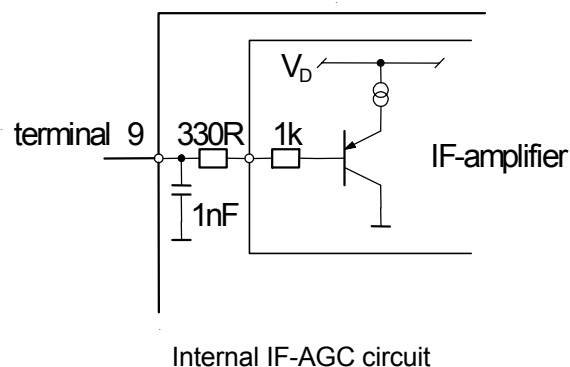 V_D
terminal 9
330R
1k
IF-amplifier
1nF
Internal IF-AGC circuit